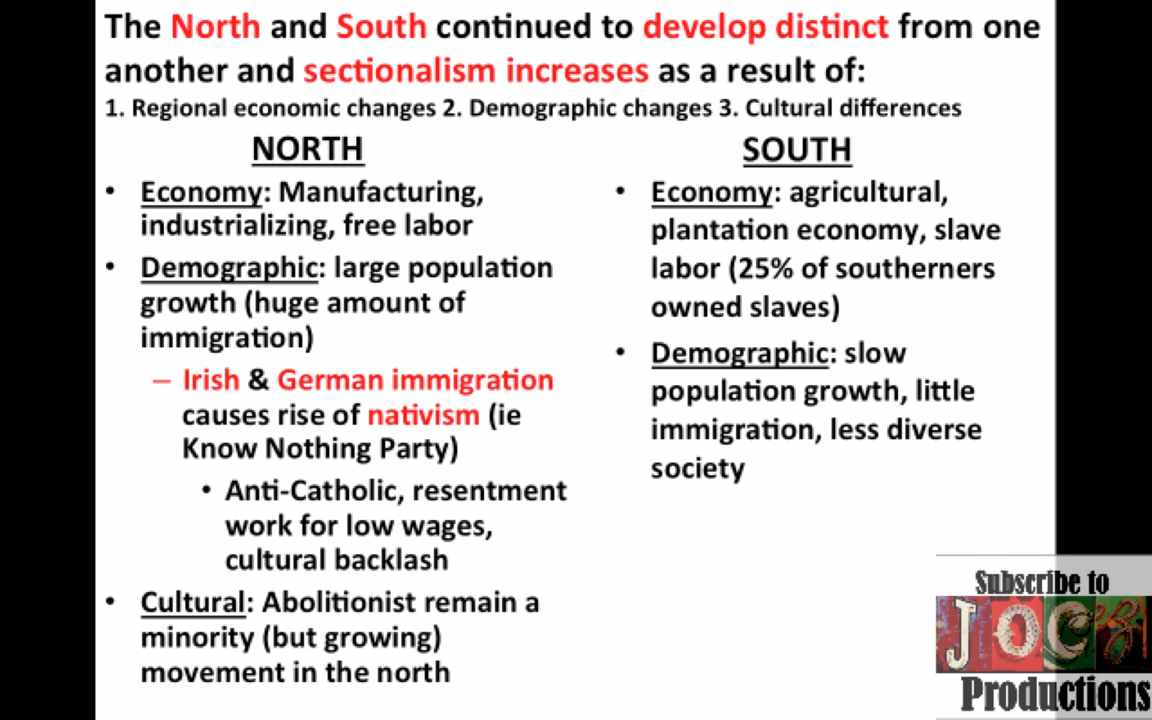 The North and South continued to develop distinct from one
another and sectionalism increases as a result of:
1. Regional economic changes 2. Demographic changes 3. Cultural differences
NORTH
• Economy: Manufacturing,
industrializing, free labor
• Demographic: large population
growth (huge amount of
immigration)
– Irish & German immigration
causes rise of nativism (ie
Know Nothing Party)
• Anti-Catholic, resentment
work for low wages,
cultural backlash
• Cultural: Abolitionist remain a
minority (but growing)
movement in the north
SOUTH
• Economy: agricultural,
plantation economy, slave
labor (25% of southerners
owned slaves)
• Demographic: slow
population growth, little
immigration, less diverse
society
Subscribe to
JOCZ
Productions